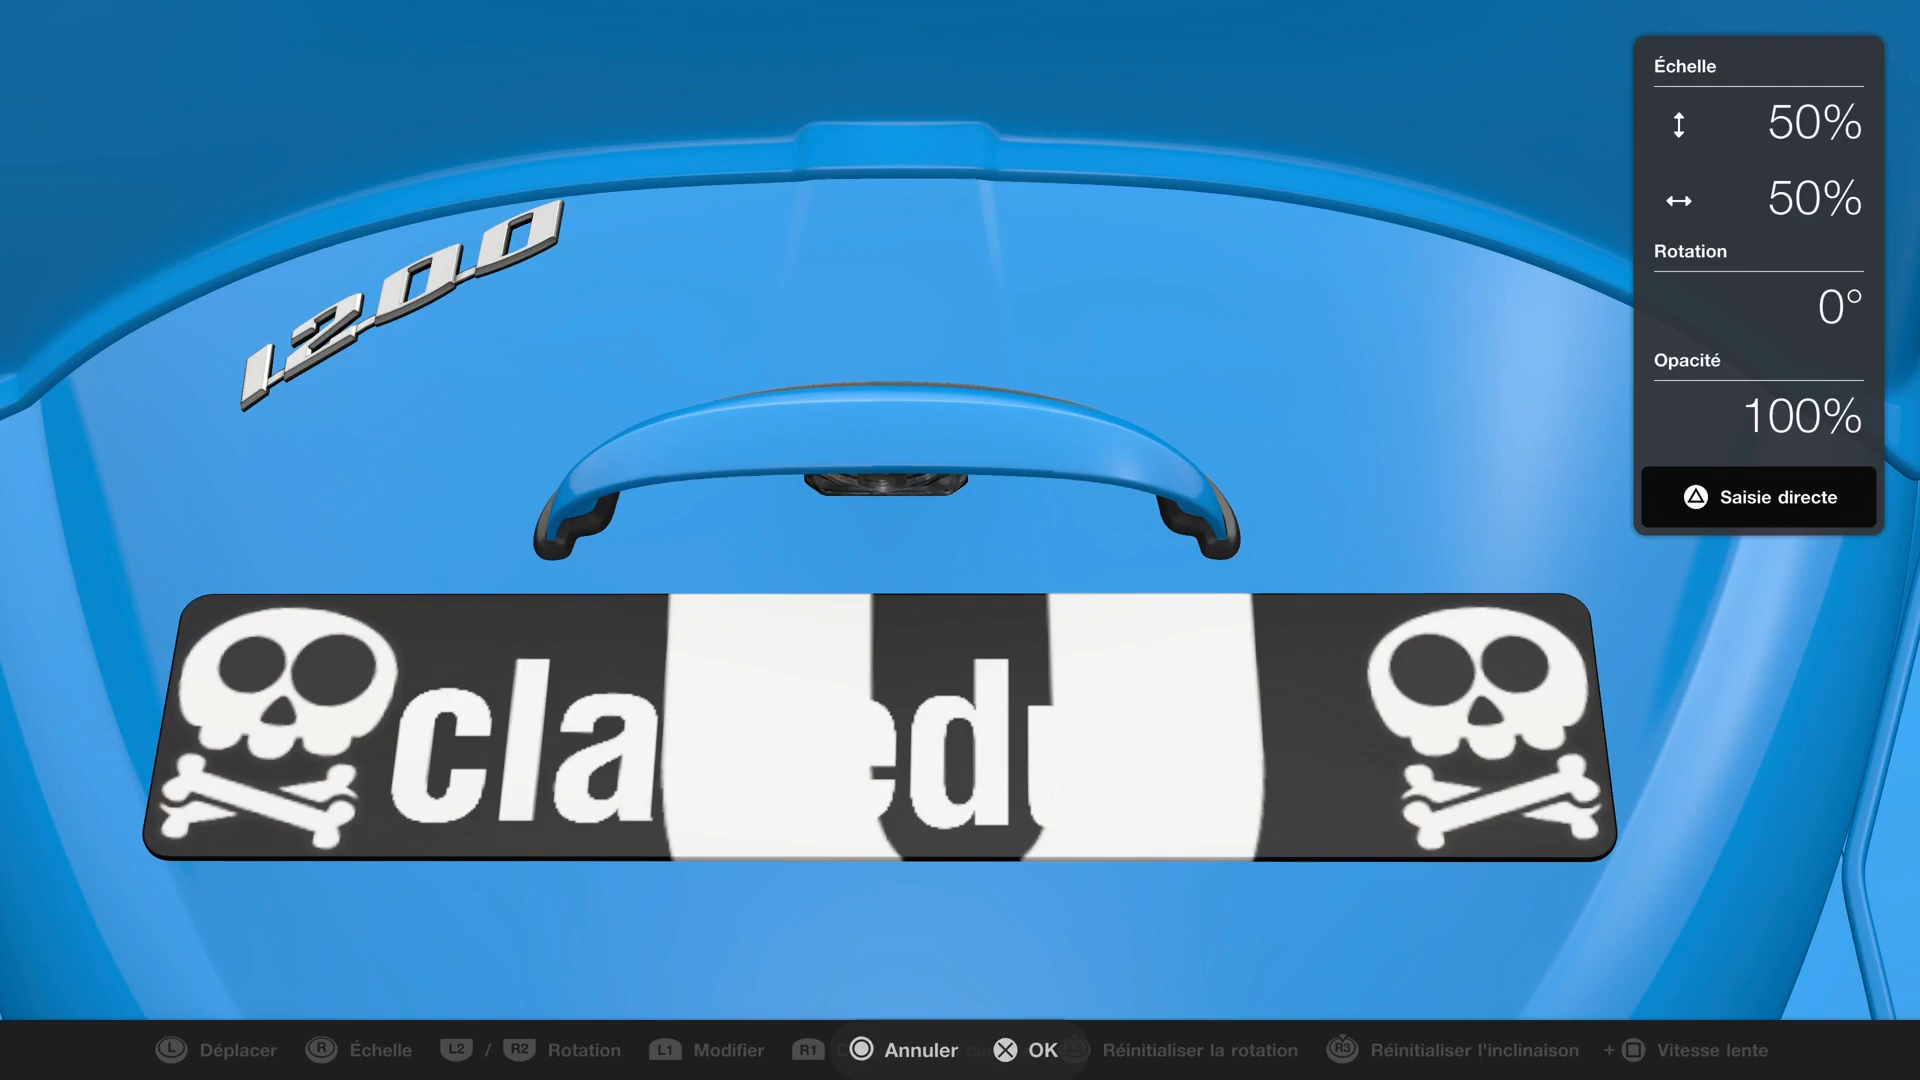 Échelle
50%
50%
Rotation
0°
Opacité
100%
Saisie directe
1200
cla
ed
L Déplacer R Échelle L2 / R2 Rotation L1 Modifier R1 Annuler OK Réinitialiser la rotation R3 Réinitialiser l'inclinaison + Vitesse lente